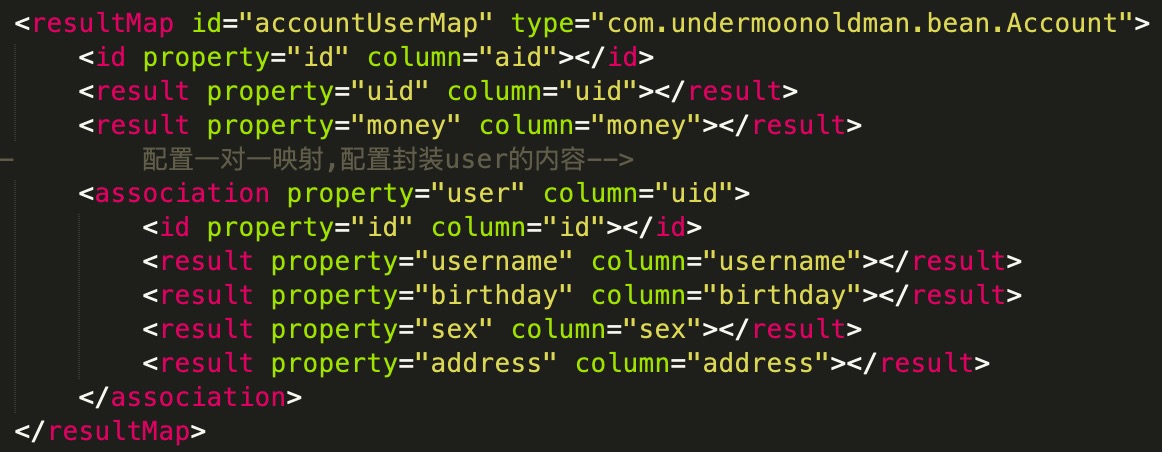 <resultMap id="accountUserMap" type="com.undermoonoldman.bean.Account">
<id property="id" column="aid"></id>
<result property="uid" column="uid"></result>
<result property="money" column="money"></result>
- 配置一对一映射,配置封装user的内容-->
<association property="user" column="uid">
<id property="id" column="id"></id>
<result property="username" column="username"></result>
<result property="birthday" column="birthday"></result>
<result property="sex" column="sex"></result>
<result property="address" column="address"></result>
</association>
</resultMap>